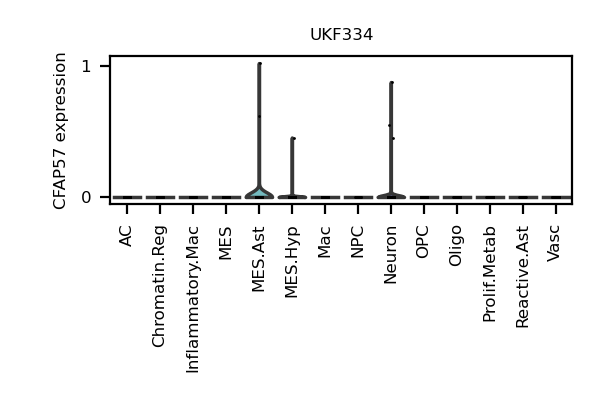 UKF334
CFAP57 expression
1
0
AC
Chromatin.Reg
Inflammatory.Mac
MES
MES.Ast
MES.Hyp
Mac
NPC
Neuron
OPC
Oligo
Prolif.Metab
Reactive.Ast
Vasc